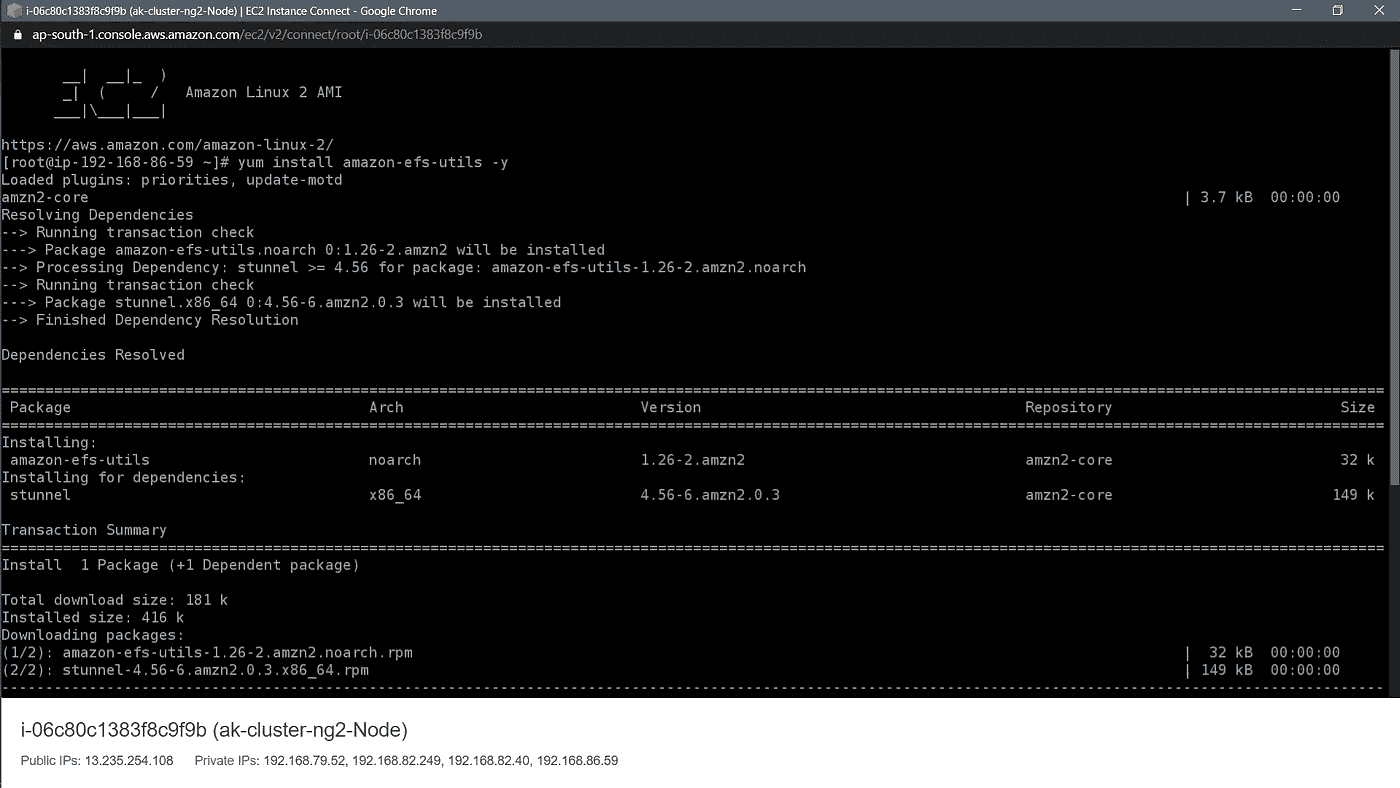 i-06c80c1383f8c9f9b (ak-cluster-ng2-Node) | EC2 Instance Connect - Google Chrome
ap-south-1.console.aws.amazon.com/ec2/v2/connect/root/i-06c80c1383f8c9f9b
       __|  __|_  )
       _|  (     /   Amazon Linux 2 AMI
      ___|\___|___|
https://aws.amazon.com/amazon-linux-2/
[root@ip-192-168-86-59 ~]# yum install amazon-efs-utils -y
Loaded plugins: priorities, update-motd
amzn2-core | 3.7 kB 00:00:00
Resolving Dependencies
--> Running transaction check
---> Package amazon-efs-utils.noarch 0:1.26-2.amzn2 will be installed
--> Processing Dependency: stunnel >= 4.56 for package: amazon-efs-utils-1.26-2.amzn2.noarch
--> Running transaction check
---> Package stunnel.x86_64 0:4.56-6.amzn2.0.3 will be installed
--> Finished Dependency Resolution
Dependencies Resolved
Package Arch Version Repository Size
Installing:
amazon-efs-utils noarch 1.26-2.amzn2 amzn2-core 32 k
Installing for dependencies:
stunnel x86_64 4.56-6.amzn2.0.3 amzn2-core 149 k
Transaction Summary
Install 1 Package (+1 Dependent package)
Total download size: 181 k
Installed size: 416 k
Downloading packages:
(1/2): amazon-efs-utils-1.26-2.amzn2.noarch.rpm | 32 kB 00:00:00
(2/2): stunnel-4.56-6.amzn2.0.3.x86_64.rpm | 149 kB 00:00:00
i-06c80c1383f8c9f9b (ak-cluster-ng2-Node)
Public IPs: 13.235.254.108 Private IPs: 192.168.79.52, 192.168.82.249, 192.168.82.40, 192.168.86.59